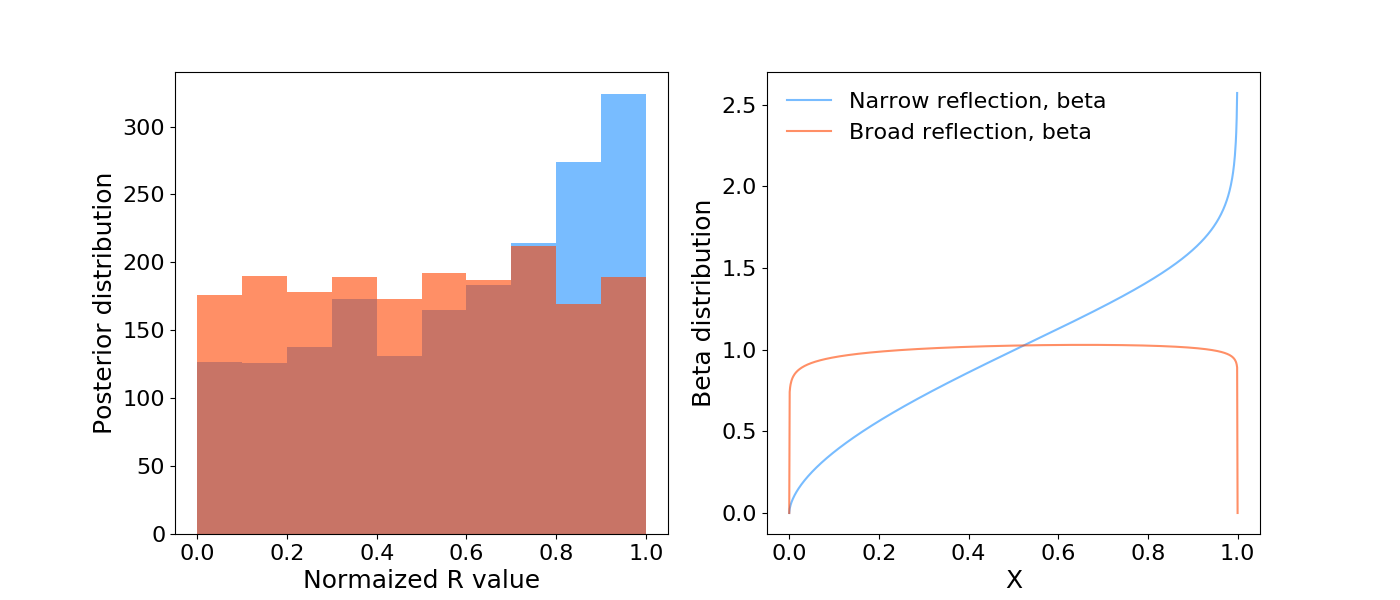 Posterior distribution
300
250
200
150
100
50
0
0.0 0.2 0.4 0.6 0.8 1.0
Normaized R value
Beta distribution
2.5
2.0
1.5
1.0
0.5
0.0
0.0 0.2 0.4 0.6 0.8 1.0
X
Narrow reflection, beta
Broad reflection, beta